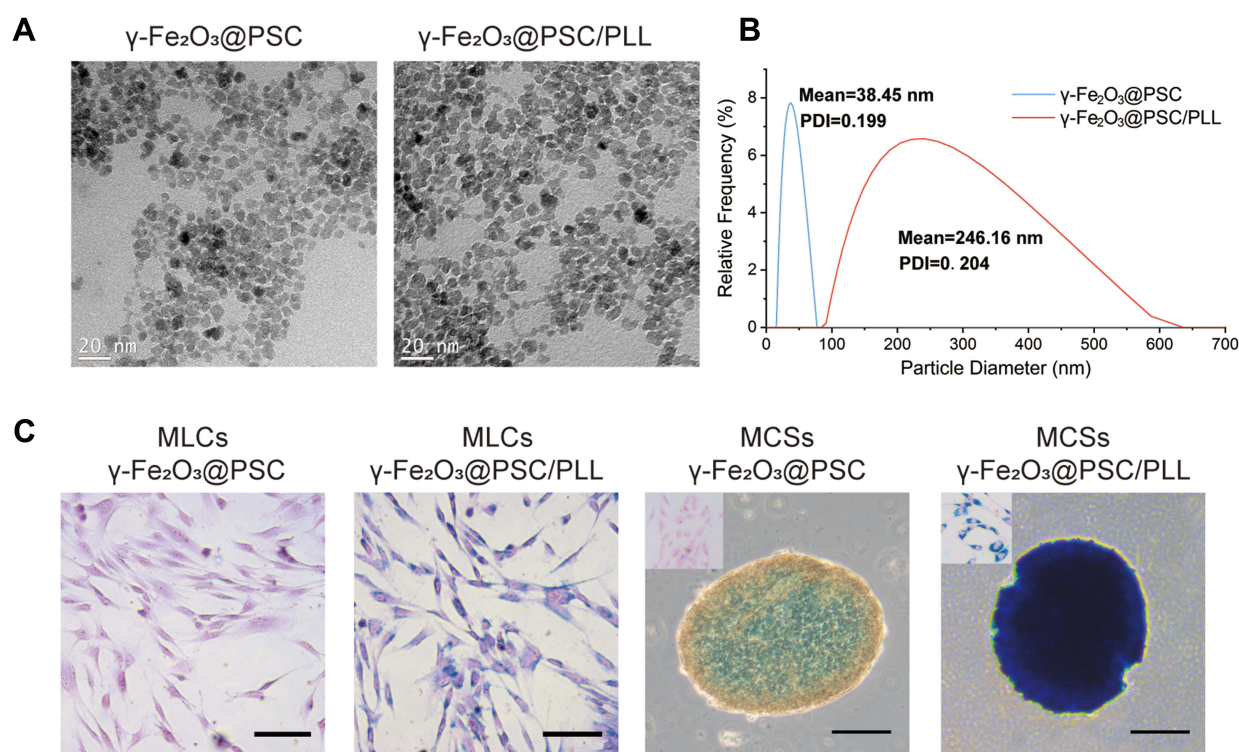 A
γ-Fe₂O₃@PSC
γ-Fe₂O₃@PSC/PLL
20 nm
20 nm
B
Relative Frequency (%)
8
6
4
2
0
Mean=38.45 nm
PDI=0.199
γ-Fe₂O₃@PSC
γ-Fe₂O₃@PSC/PLL
Mean=246.16 nm
PDI=0. 204
0 100 200 300 400 500 600 700
Particle Diameter (nm)
C
MLCs
γ-Fe₂O₃@PSC
MLCs
γ-Fe₂O₃@PSC/PLL
MCSs
γ-Fe₂O₃@PSC
MCSs
γ-Fe₂O₃@PSC/PLL